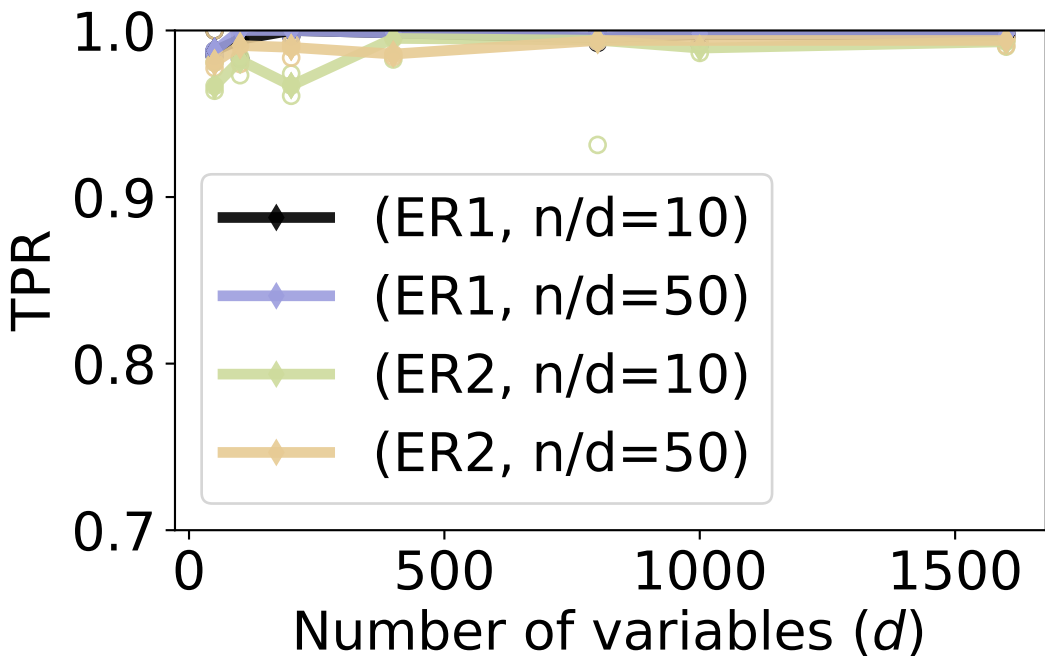 1.0
0.9
0.8
0.7
TPR
(ER1, n/d=10)
(ER1, n/d=50)
(ER2, n/d=10)
(ER2, n/d=50)
0 500 1000 1500
Number of variables (d)